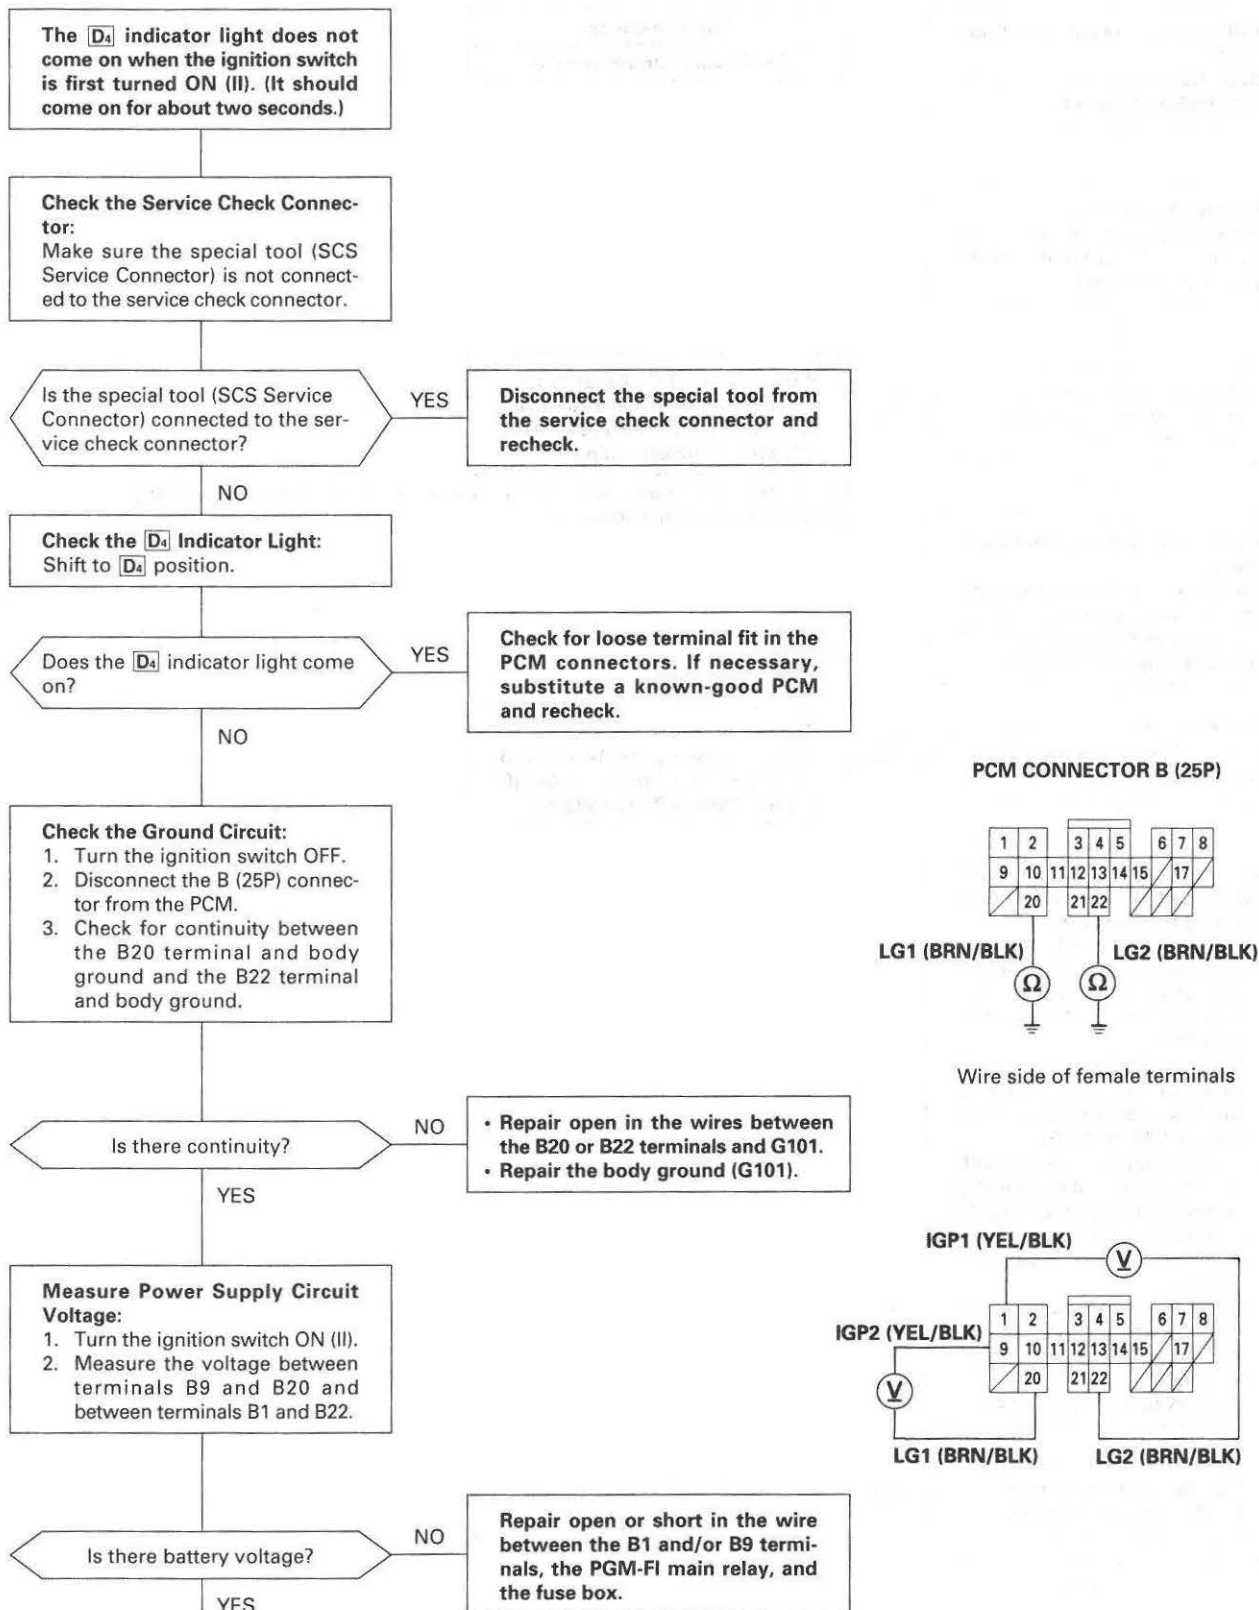 The D4 indicator light does not
come on when the ignition switch
is first turned ON (II). (It should
come on for about two seconds.)
Check the Service Check Connec-
tor:
Make sure the special tool (SCS
Service Connector) is not connect-
ed to the service check connector.
Is the special tool (SCS Service
Connector) connected to the ser-
vice check connector?
YES
Disconnect the special tool from
the service check connector and
recheck.
NO
Check the D4 Indicator Light:
Shift to D4 position.
Does the D4 indicator light come
on?
YES
Check for loose terminal fit in the
PCM connectors. If necessary,
substitute a known-good PCM
and recheck.
NO
Check the Ground Circuit:
1. Turn the ignition switch OFF.
2. Disconnect the B (25P) connec-
tor from the PCM.
3. Check for continuity between
the B20 terminal and body
ground and the B22 terminal
and body ground.
PCM CONNECTOR B (25P)
1 2 3 4 5 6 7 8
9 10 11 12 13 14 15 17
20 21 22
LG1 (BRN/BLK)
LG2 (BRN/BLK)
Ω Ω
Wire side of female terminals
Is there continuity?
NO
• Repair open in the wires between
the B20 or B22 terminals and G101.
• Repair the body ground (G101).
YES
Measure Power Supply Circuit
Voltage:
1. Turn the ignition switch ON (II).
2. Measure the voltage between
terminals B9 and B20 and
between terminals B1 and B22.
IGP1 (YEL/BLK)
V
IGP2 (YEL/BLK)
1 2 3 4 5 6 7 8
9 10 11 12 13 14 15 17
20 21 22
V
LG1 (BRN/BLK)
LG2 (BRN/BLK)
Is there battery voltage?
NO
Repair open or short in the wire
between the B1 and/or B9 termi-
nals, the PGM-FI main relay, and
the fuse box.
YES